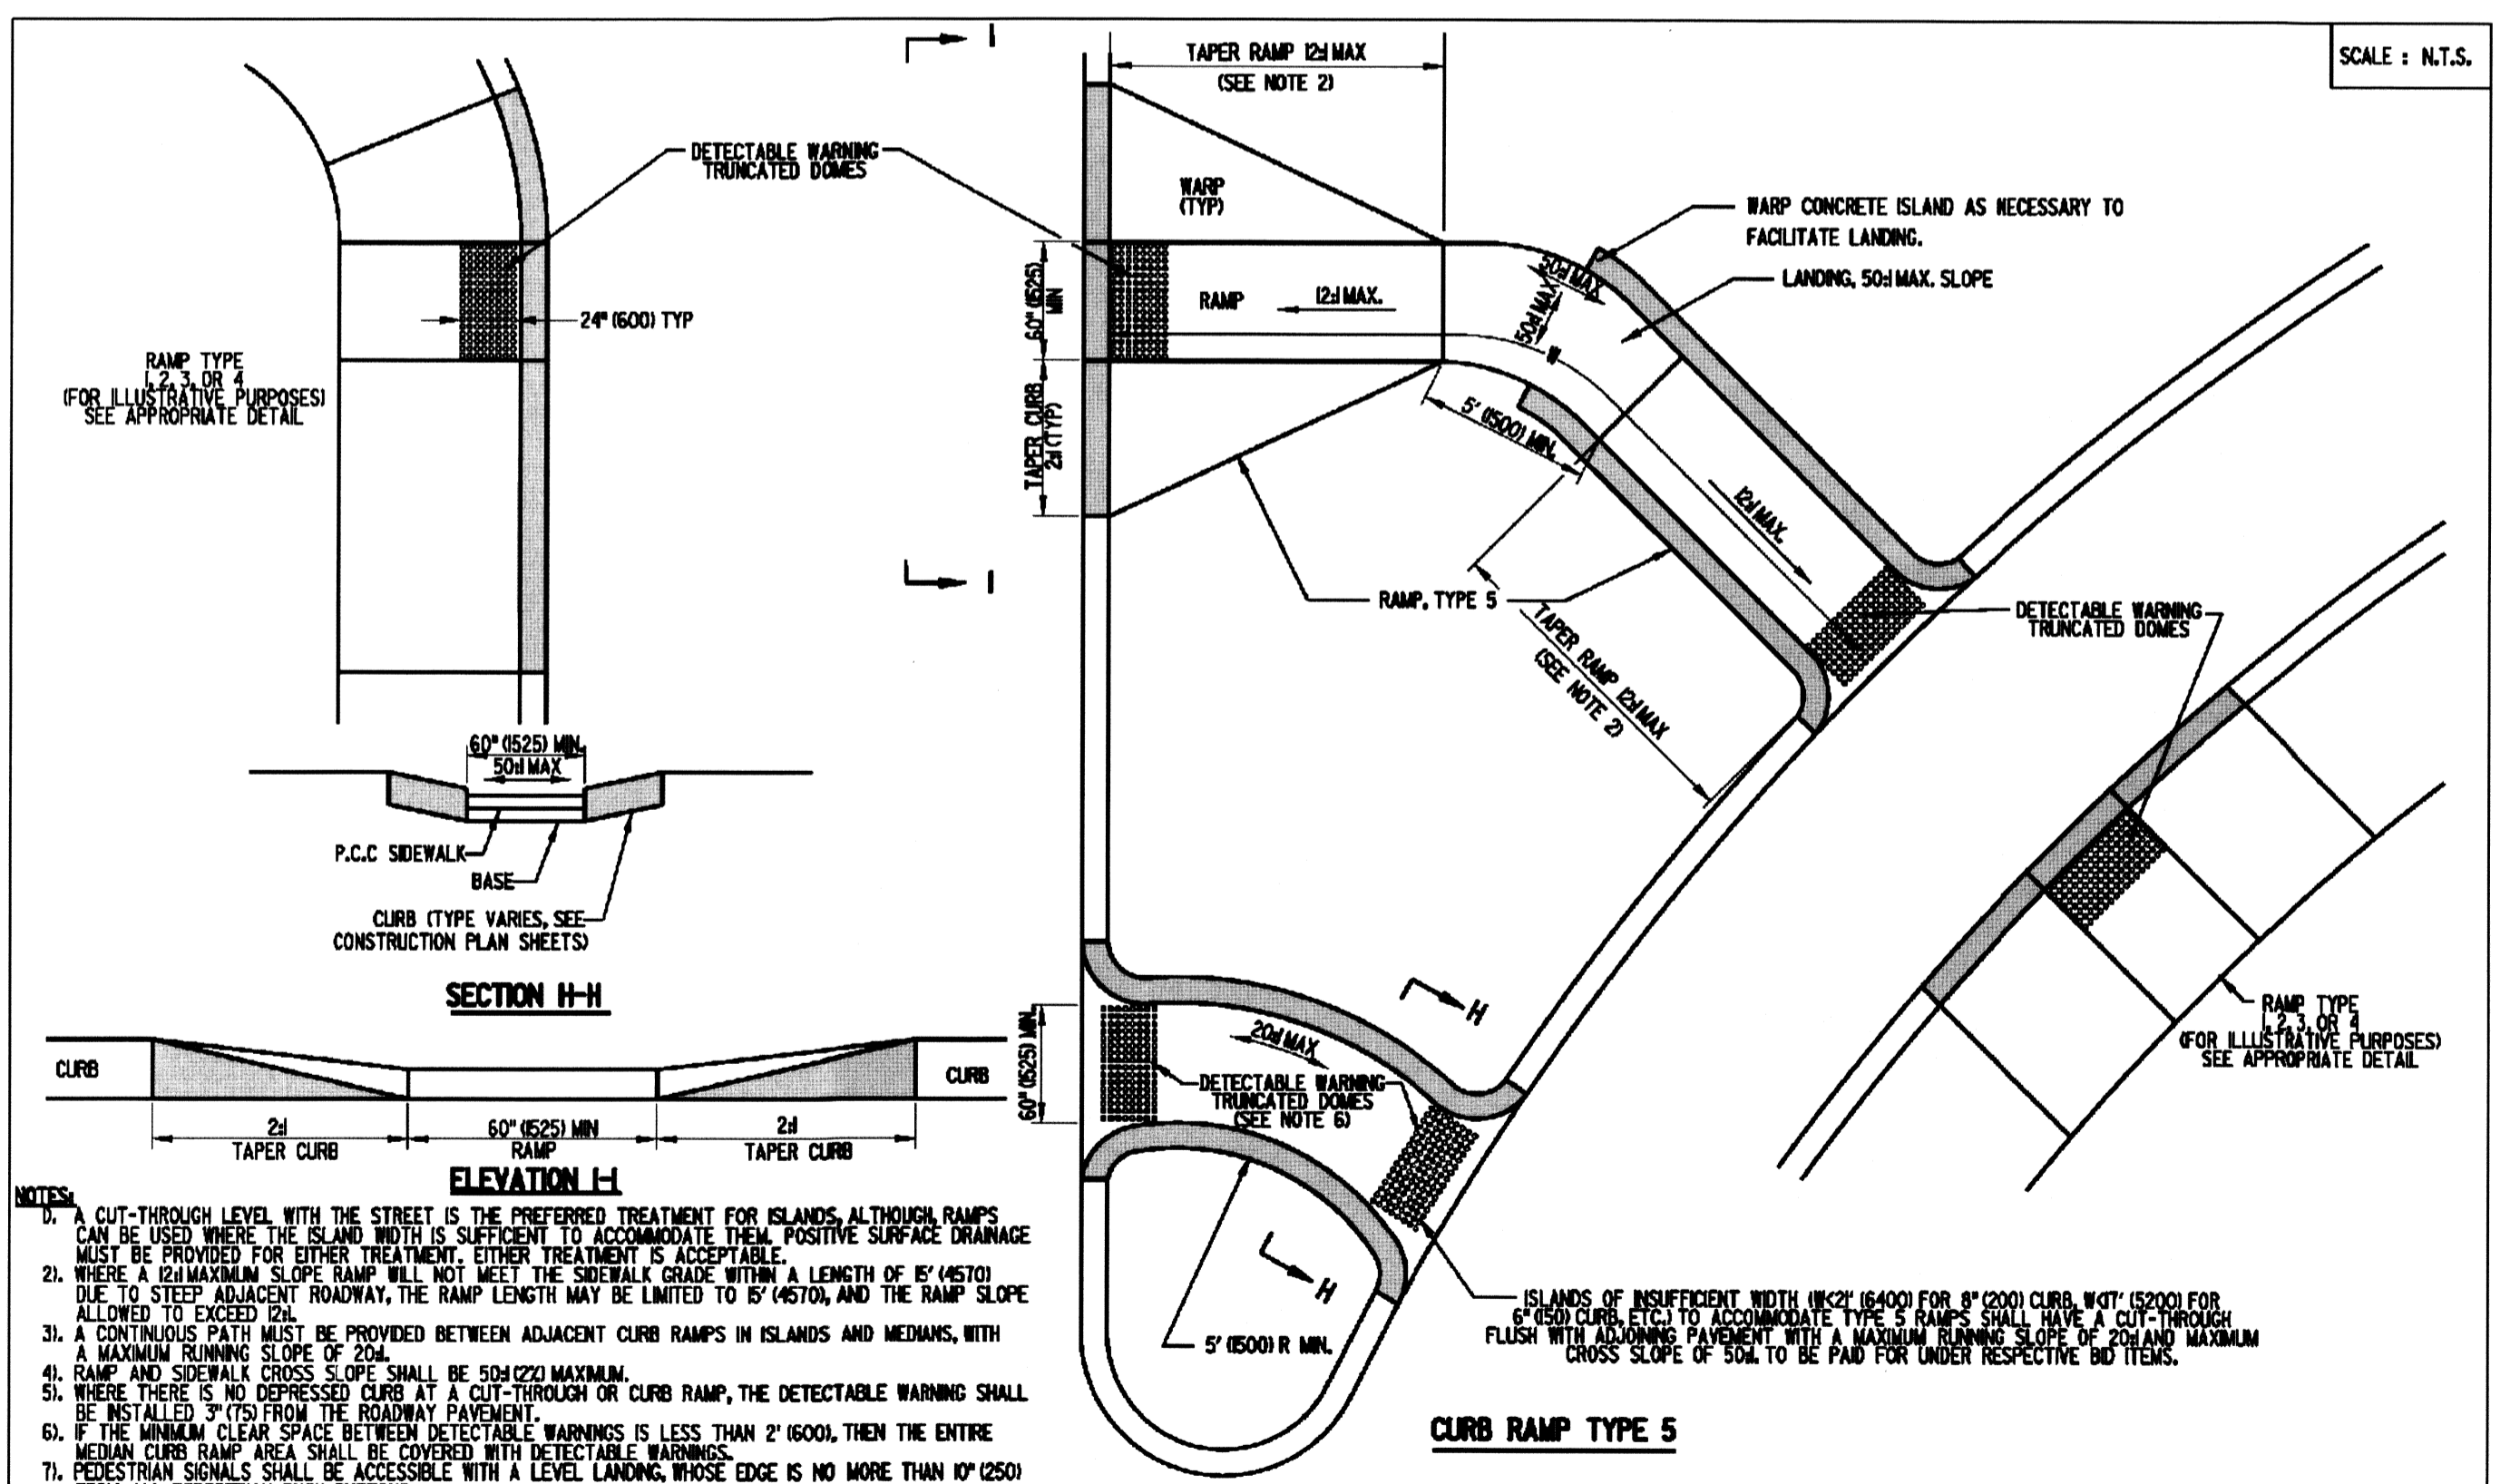 SCALE : N.T.S.
I
TAPER RAMP 12:1 MAX
(SEE NOTE 2)
DETECTABLE WARNING
TRUNCATED DOMES
WARP
(TYP)
WARP CONCRETE ISLAND AS NECESSARY TO
FACILITATE LANDING.
LANDING, 50:1 MAX. SLOPE
50:1 MAX
50:1 MAX
60" (1525)
MIN
RAMP
12:1 MAX.
W
24" (600) TYP
RAMP TYPE
1, 2, 3, OR 4
(FOR ILLUSTRATIVE PURPOSES)
SEE APPROPRIATE DETAIL
TAPER CURB
2:1 (TYP)
5' (1500) MIN.
12:1 MAX.
I
RAMP, TYPE 5
TAPER RAMP 12:1 MAX
(SEE NOTE 2)
DETECTABLE WARNING
TRUNCATED DOMES
60" (1525) MIN.
50:1 MAX
P.C.C SIDEWALK
BASE
CURB (TYPE VARIES, SEE
CONSTRUCTION PLAN SHEETS)
SECTION H-H
CURB
CURB
2:1
TAPER CURB
60" (1525) MIN
RAMP
2:1
TAPER CURB
ELEVATION I-I
60" (1525) MIN.
H
20:1 MAX
DETECTABLE WARNING
TRUNCATED DOMES
(SEE NOTE 6)
H
5' (1500) R MIN.
RAMP TYPE
1, 2, 3, OR 4
(FOR ILLUSTRATIVE PURPOSES)
SEE APPROPRIATE DETAIL
ISLANDS OF INSUFFICIENT WIDTH (W<21' (6400) FOR 8" (200) CURB, W<17' (5200) FOR
6" (150) CURB, ETC.) TO ACCOMMODATE TYPE 5 RAMPS SHALL HAVE A CUT-THROUGH
FLUSH WITH ADJOINING PAVEMENT WITH A MAXIMUM RUNNING SLOPE OF 20:1 AND MAXIMUM
CROSS SLOPE OF 50:1. TO BE PAID FOR UNDER RESPECTIVE BID ITEMS.
CURB RAMP TYPE 5
NOTES:
1). A CUT-THROUGH LEVEL WITH THE STREET IS THE PREFERRED TREATMENT FOR ISLANDS, ALTHOUGH, RAMPS
CAN BE USED WHERE THE ISLAND WIDTH IS SUFFICIENT TO ACCOMMODATE THEM. POSITIVE SURFACE DRAINAGE
MUST BE PROVIDED FOR EITHER TREATMENT. EITHER TREATMENT IS ACCEPTABLE.
2). WHERE A 12:1 MAXIMUM SLOPE RAMP WILL NOT MEET THE SIDEWALK GRADE WITHIN A LENGTH OF 15' (4570)
DUE TO STEEP ADJACENT ROADWAY, THE RAMP LENGTH MAY BE LIMITED TO 15' (4570), AND THE RAMP SLOPE
ALLOWED TO EXCEED 12:1.
3). A CONTINUOUS PATH MUST BE PROVIDED BETWEEN ADJACENT CURB RAMPS IN ISLANDS AND MEDIANS, WITH
A MAXIMUM RUNNING SLOPE OF 20:1.
4). RAMP AND SIDEWALK CROSS SLOPE SHALL BE 50:1 (2%) MAXIMUM.
5). WHERE THERE IS NO DEPRESSED CURB AT A CUT-THROUGH OR CURB RAMP, THE DETECTABLE WARNING SHALL
BE INSTALLED 3" (75) FROM THE ROADWAY PAVEMENT.
6). IF THE MINIMUM CLEAR SPACE BETWEEN DETECTABLE WARNINGS IS LESS THAN 2' (600), THEN THE ENTIRE
MEDIAN CURB RAMP AREA SHALL BE COVERED WITH DETECTABLE WARNINGS.
7). PEDESTRIAN SIGNALS SHALL BE ACCESSIBLE WITH A LEVEL LANDING, WHOSE EDGE IS NO MORE THAN 10" (250)